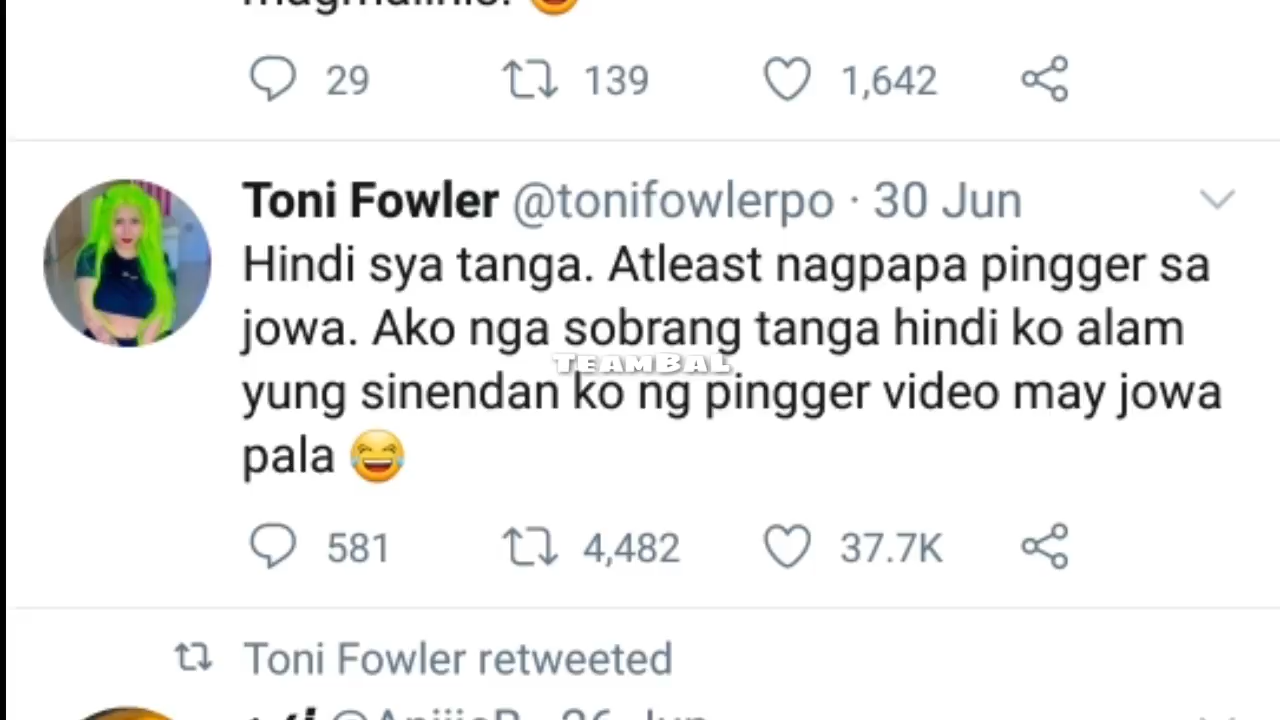 29 139 1,642
Toni Fowler @tonifowlerpo · 30 Jun
Hindi sya tanga. Atleast nagpapa pingger sa
jowa. Ako nga sobrang tanga hindi ko alam
TEAMBAL
yung sinendan ko ng pingger video may jowa
pala 😂
581 4,482 37.7K
Toni Fowler retweeted